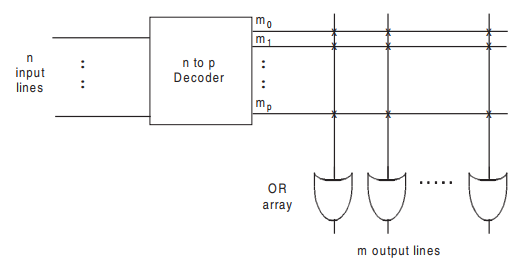 n
input
lines
n to p
Decoder
m0
m1
mp
OR
array
m output lines